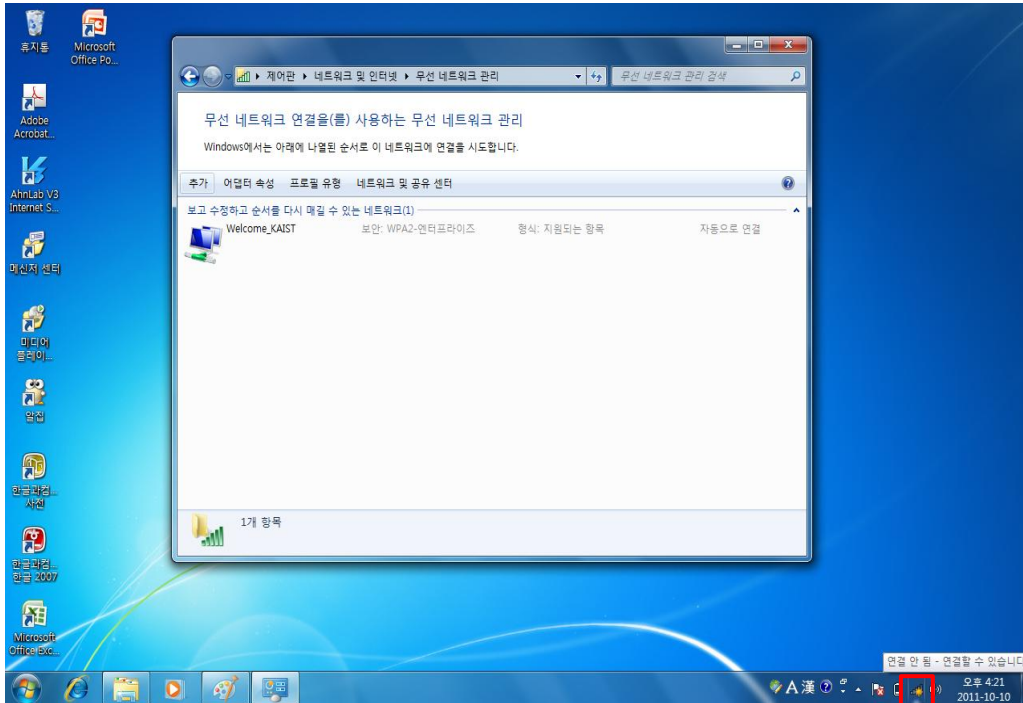 휴지통
Microsoft
Office Po...
Adobe
Acrobat...
AhnLab V3
Internet S...
메신저 센터
미디어
플레이...
알집
한글과컴...
사전
한글과컴...
한글 2007
Microsoft
Office Exc...
제어판 ▸ 네트워크 및 인터넷 ▸ 무선 네트워크 관리
무선 네트워크 관리 검색
무선 네트워크 연결을(를) 사용하는 무선 네트워크 관리
Windows에서는 아래에 나열된 순서로 이 네트워크에 연결을 시도합니다.
추가 어댑터 속성 프로필 유형 네트워크 및 공유 센터
보고 수정하고 순서를 다시 매길 수 있는 네트워크(1)
Welcome_KAIST 보안: WPA2-엔터프라이즈 형식: 지원되는 항목 자동으로 연결
1개 항목
연결 안 됨 - 연결할 수 있습니다
A 漢
오후 4:21
2011-10-10